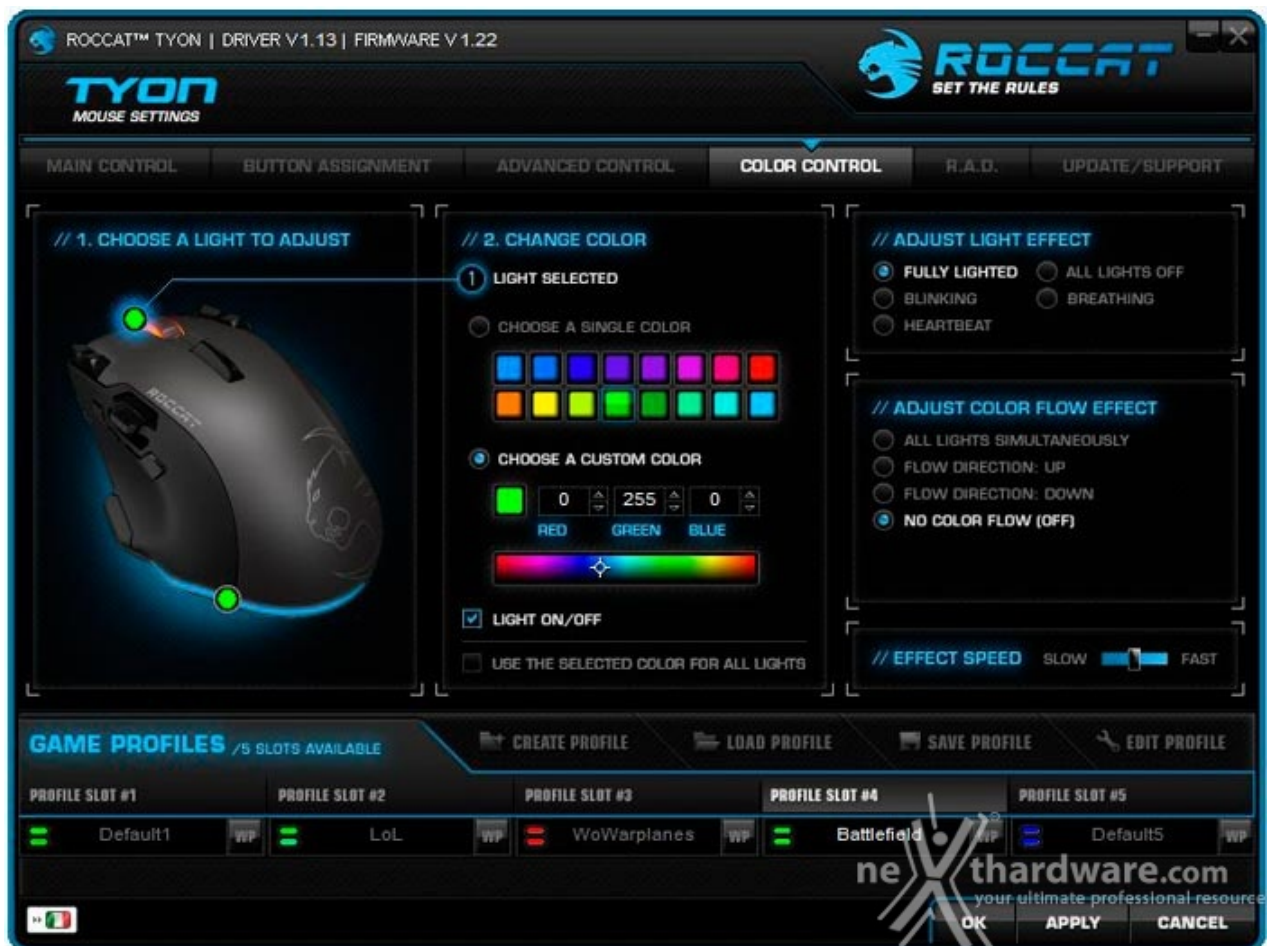 ROCCAT™ TYON | DRIVER V1.13 | FIRMWARE V 1.22
ROCCAT
SET THE RULES
TYON
MOUSE SETTINGS
MAIN CONTROL BUTTON ASSIGNMENT ADVANCED CONTROL COLOR CONTROL R.A.D. UPDATE/SUPPORT
// 1. CHOOSE A LIGHT TO ADJUST
ROCCAT
// 2. CHANGE COLOR
1 LIGHT SELECTED
CHOOSE A SINGLE COLOR
CHOOSE A CUSTOM COLOR
0 255 0
RED GREEN BLUE
LIGHT ON/OFF
USE THE SELECTED COLOR FOR ALL LIGHTS
// ADJUST LIGHT EFFECT
FULLY LIGHTED ALL LIGHTS OFF
BLINKING BREATHING
HEARTBEAT
// ADJUST COLOR FLOW EFFECT
ALL LIGHTS SIMULTANEOUSLY
FLOW DIRECTION: UP
FLOW DIRECTION: DOWN
NO COLOR FLOW (OFF)
// EFFECT SPEED SLOW FAST
GAME PROFILES /5 SLOTS AVAILABLE
CREATE PROFILE LOAD PROFILE SAVE PROFILE EDIT PROFILE
PROFILE SLOT #1 PROFILE SLOT #2 PROFILE SLOT #3 PROFILE SLOT #4 PROFILE SLOT #5
Default1 WP LoL WP WoWarplanes WP Battlefield WP Default5 WP
nexthardware.com
your ultimate professional resource
OK APPLY CANCEL